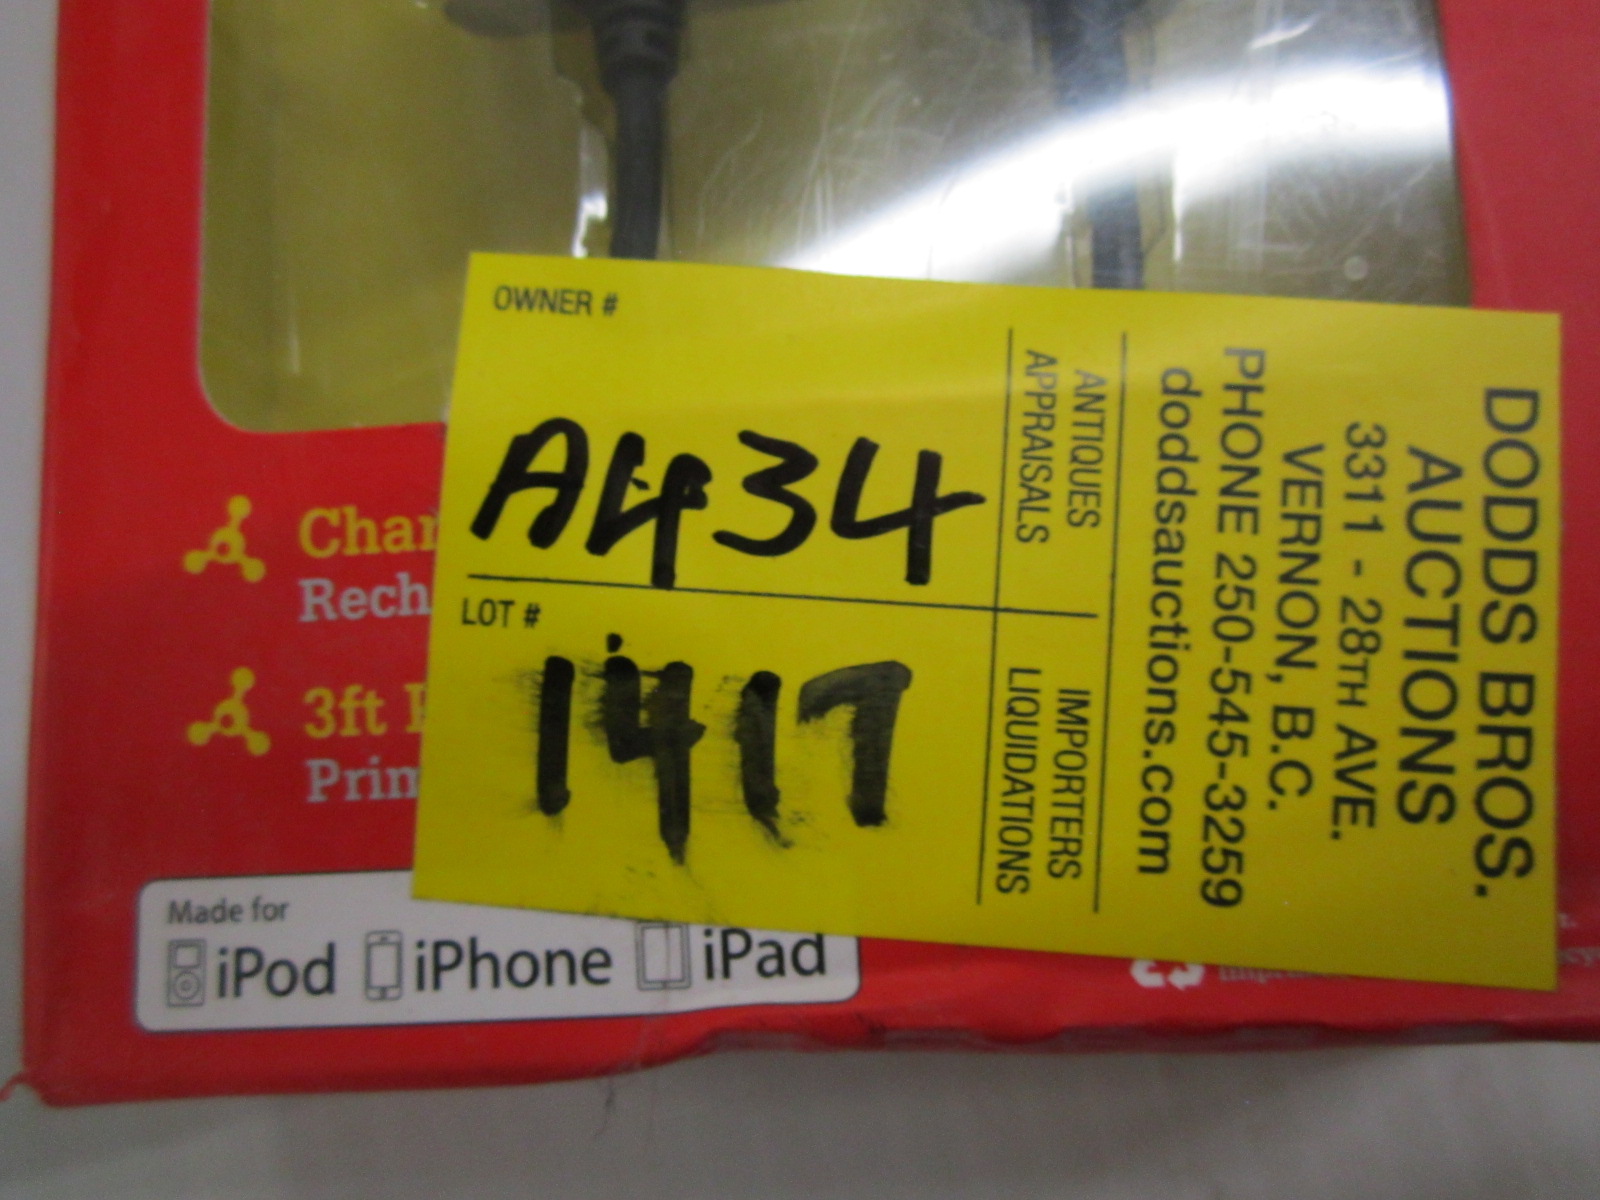 OWNER #
A434
LOT #
1417
ANTIQUES
APPRAISALS
IMPORTERS
LIQUIDATIONS
DODDS BROS.
AUCTIONS
3311 - 28TH AVE.
VERNON, B.C.
PHONE 250-545-3259
doddsauctions.com
Char
Rech
3ft
Prim
Made for
iPod iPhone iPad